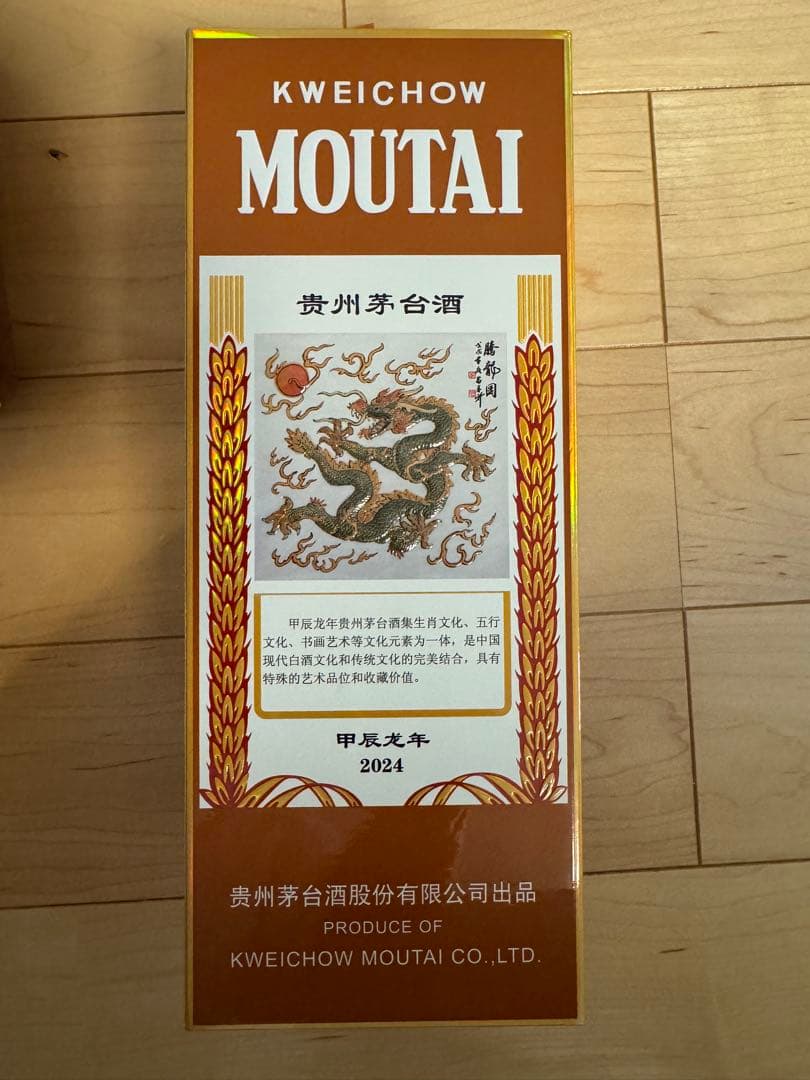 KWEICHOW
MOUTAI
贵州茅台酒
腾龙图
甲辰龙年贵州茅台酒集生肖文化、五行
文化、书画艺术等文化元素为一体，是中国
现代白酒文化和传统文化的完美结合，具有
特殊的艺术品位和收藏价值。
甲辰龙年
2024
贵州茅台酒股份有限公司出品
PRODUCE OF
KWEICHOW MOUTAI CO.,LTD.